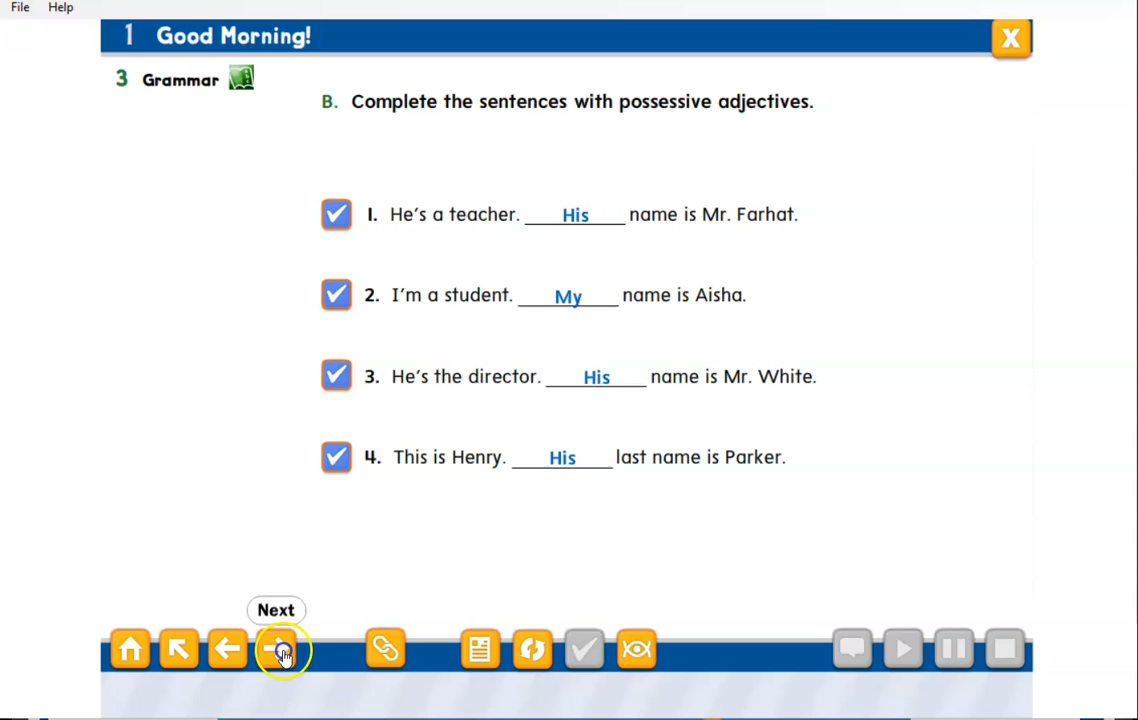 File Help
1 Good Morning!
X
3 Grammar
B. Complete the sentences with possessive adjectives.
1. He's a teacher. His name is Mr. Farhat.
2. I'm a student. My name is Aisha.
3. He's the director. His name is Mr. White.
4. This is Henry. His last name is Parker.
Next